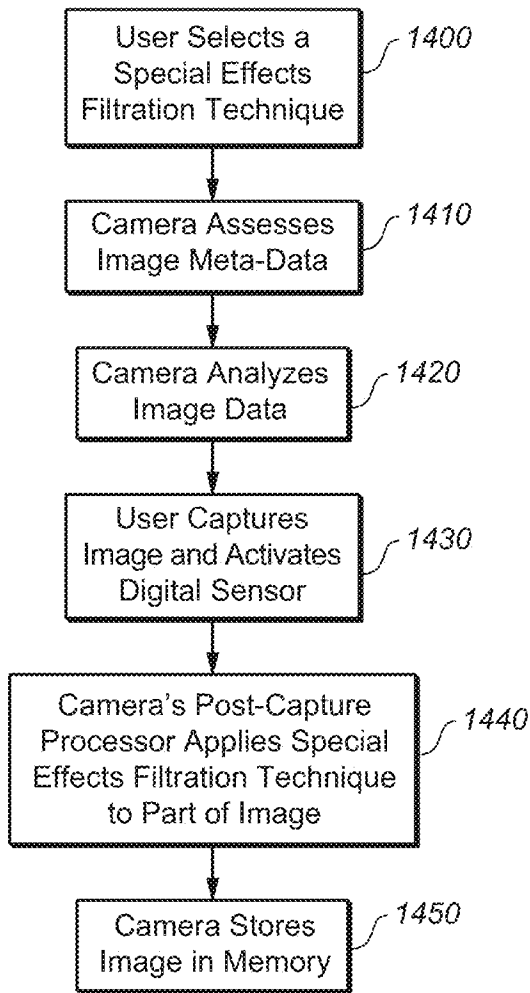 User Selects a
Special Effects
Filtration Technique
1400
Camera Assesses
Image Meta-Data
1410
Camera Analyzes
Image Data
1420
User Captures
Image and Activates
Digital Sensor
1430
Camera's Post-Capture
Processor Applies Special
Effects Filtration Technique
to Part of Image
1440
Camera Stores
Image in Memory
1450